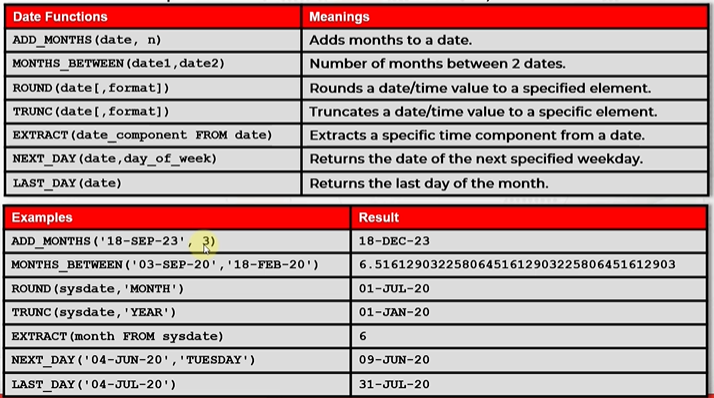 Date Functions Meanings
ADD_MONTHS(date, n) Adds months to a date.
MONTHS_BETWEEN(date1,date2) Number of months between 2 dates.
ROUND(date[,format]) Rounds a date/time value to a specified element.
TRUNC(date[,format]) Truncates a date/time value to a specific element.
EXTRACT(date_component FROM date) Extracts a specific time component from a date.
NEXT_DAY(date,day_of_week) Returns the date of the next specified weekday.
LAST_DAY(date) Returns the last day of the month.
Examples Result
ADD_MONTHS('18-SEP-23', 3) 18-DEC-23
MONTHS_BETWEEN('03-SEP-20','18-FEB-20') 6.51612903225806451612903225806451612903
ROUND(sysdate,'MONTH') 01-JUL-20
TRUNC(sysdate,'YEAR') 01-JAN-20
EXTRACT(month FROM sysdate) 6
NEXT_DAY('04-JUN-20','TUESDAY') 09-JUN-20
LAST_DAY('04-JUL-20') 31-JUL-20